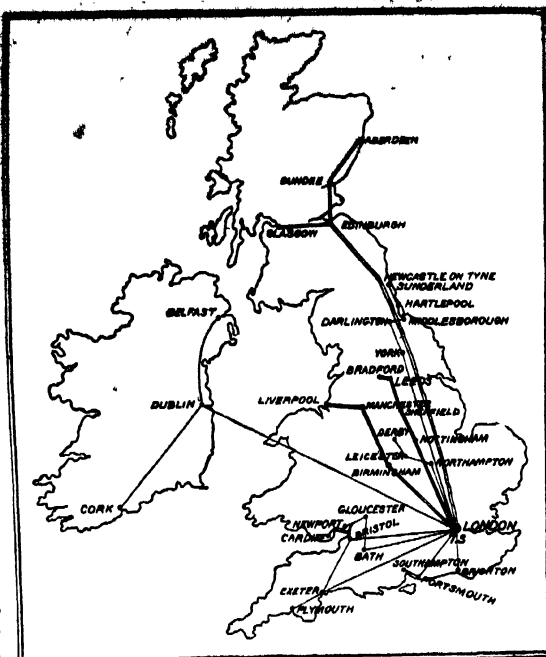 ABERDEEN
DUNDEE
EDINBURGH
GLASGOW
NEWCASTLE ON TYNE
SUNDERLAND
HARTLEPOOL
BELFAST
DARLINGTON
MIDDLESBOROUGH
YORK
BRADFORD
LEEDS
LIVERPOOL
MANCHESTER
SHEFFIELD
DUBLIN
DERBY
NOTTINGHAM
LEICESTER
NORTHAMPTON
BIRMINGHAM
CORK
GLOUCESTER
NEWPORT
BRISTOL
LONDON
T.S
CARDIFF
BATH
SOUTHAMPTON
BRIGHTON
PORTSMOUTH
EXETER
PLYMOUTH